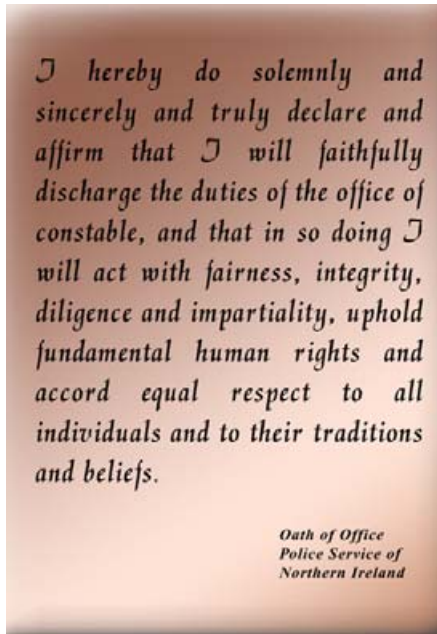 I hereby do solemnly and
sincerely and truly declare and
affirm that I will faithfully
discharge the duties of the office of
constable, and that in so doing I
will act with fairness, integrity,
diligence and impartiality, uphold
fundamental human rights and
accord equal respect to all
individuals and to their traditions
and beliefs.
Oath of Office
Police Service of
Northern Ireland